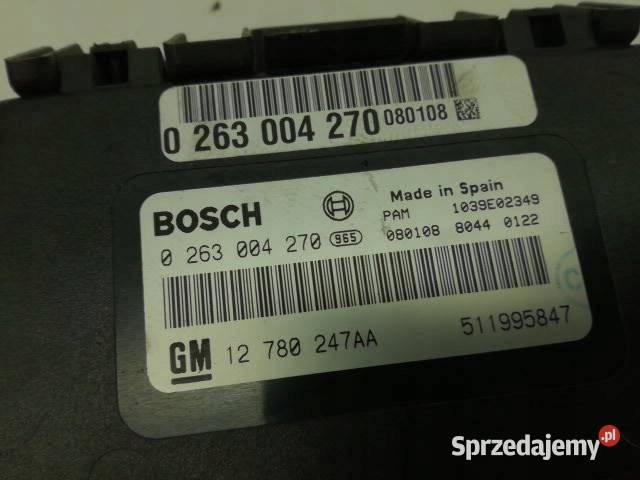 0 263 004 270 080108
BOSCH
Made in Spain
PAM 1039E02349
0 263 004 270 965 080108 8044 0122
GM 12 780 247AA 511995847
C
Sprzedajemy.pl